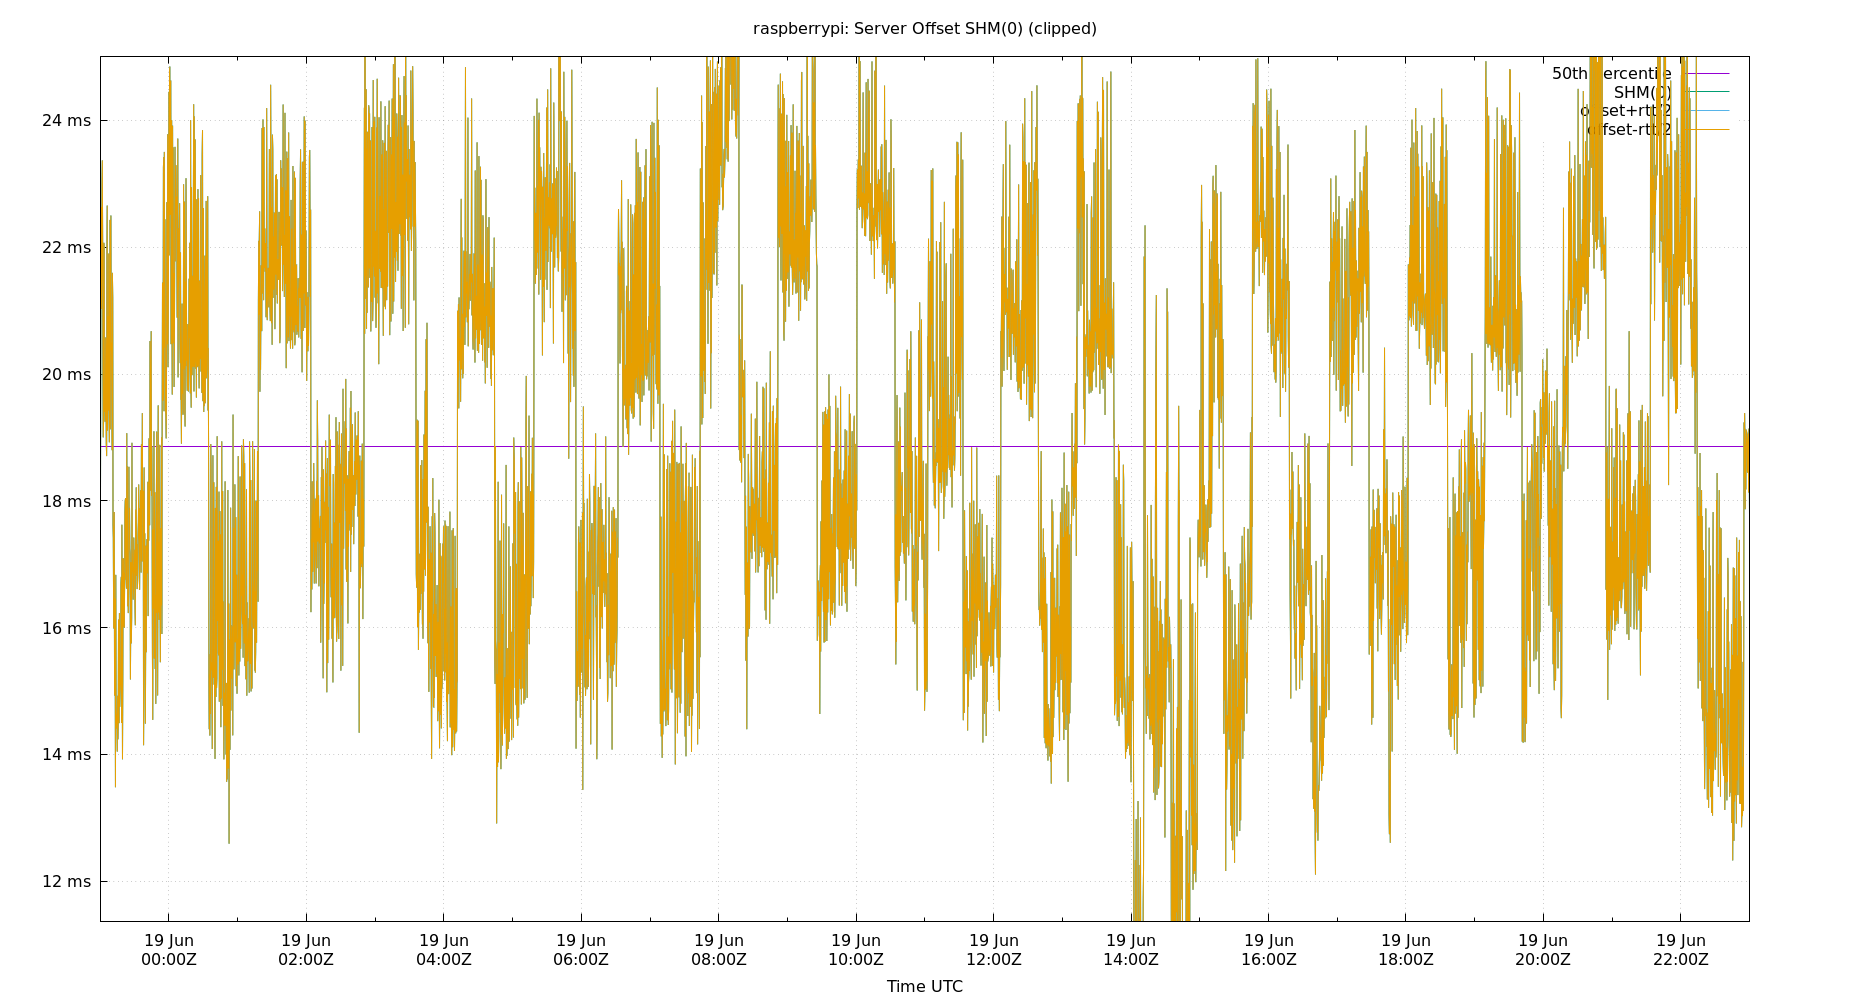 raspberrypi: Server Offset SHM(0) (clipped)
50th percentile
SHM(0)
offset+rtt/2
offset-rtt/2
24 ms
22 ms
20 ms
18 ms
16 ms
14 ms
12 ms
19 Jun 19 Jun 19 Jun 19 Jun 19 Jun 19 Jun 19 Jun 19 Jun 19 Jun 19 Jun 19 Jun 19 Jun
00:00Z 02:00Z 04:00Z 06:00Z 08:00Z 10:00Z 12:00Z 14:00Z 16:00Z 18:00Z 20:00Z 22:00Z
Time UTC